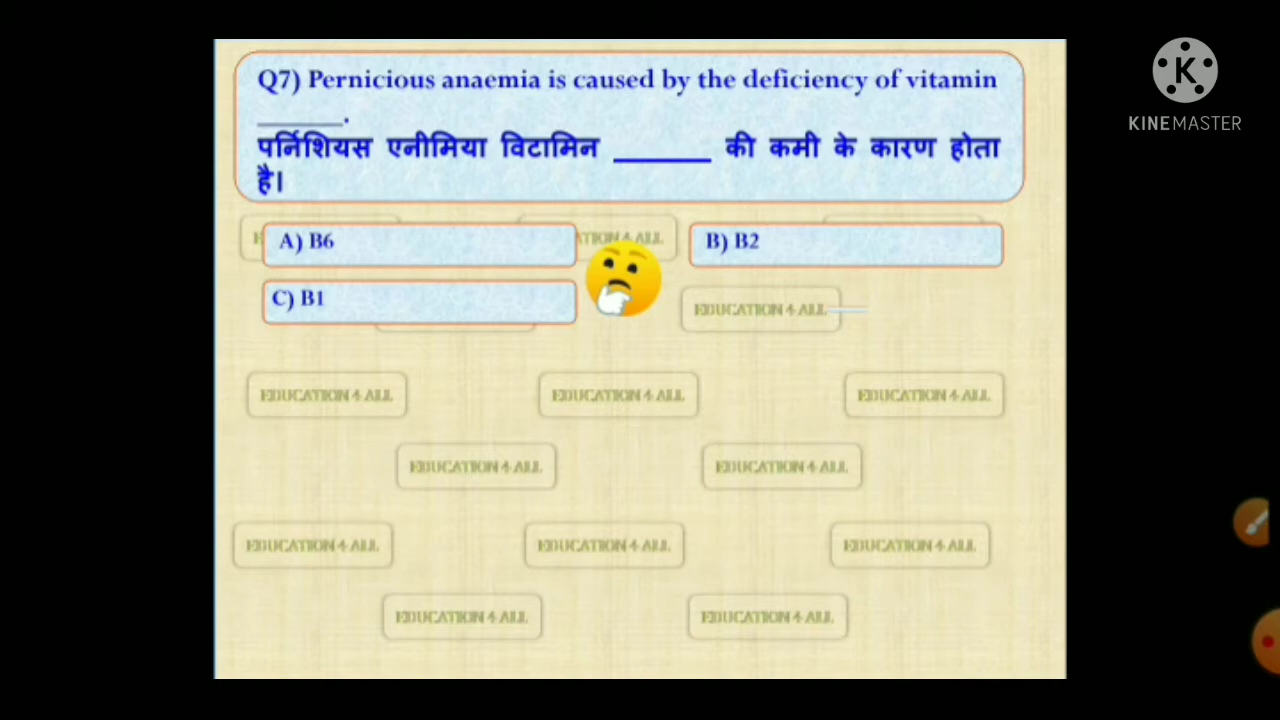 Q7) Pernicious anaemia is caused by the deficiency of vitamin
______.
पर्निशियस एनीमिया विटामिन _______ की कमी के कारण होता
है।
A) B6
B) B2
C) B1
K
KINEMASTER
EDUCATION 4 ALL
EDUCATION 4 ALL
EDUCATION 4 ALL
EDUCATION 4 ALL
EDUCATION 4 ALL
EDUCATION 4 ALL
EDUCATION 4 ALL
EDUCATION 4 ALL
EDUCATION 4 ALL
EDUCATION 4 ALL
EDUCATION 4 ALL